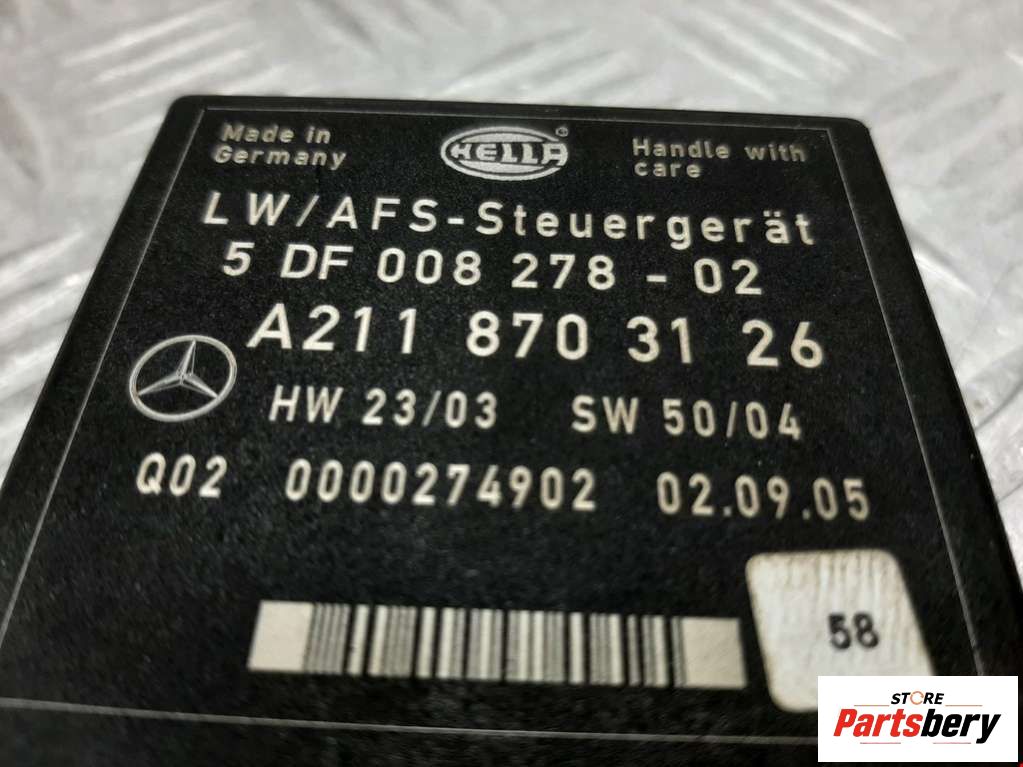 Made in
Germany
HELLA
®
Handle with
care
LW/AFS-Steuergerät
5 DF 008 278 - 02
A211 870 31 26
HW 23/03 SW 50/04
Q02 0000274902 02.09.05
58
STORE
Partsbery